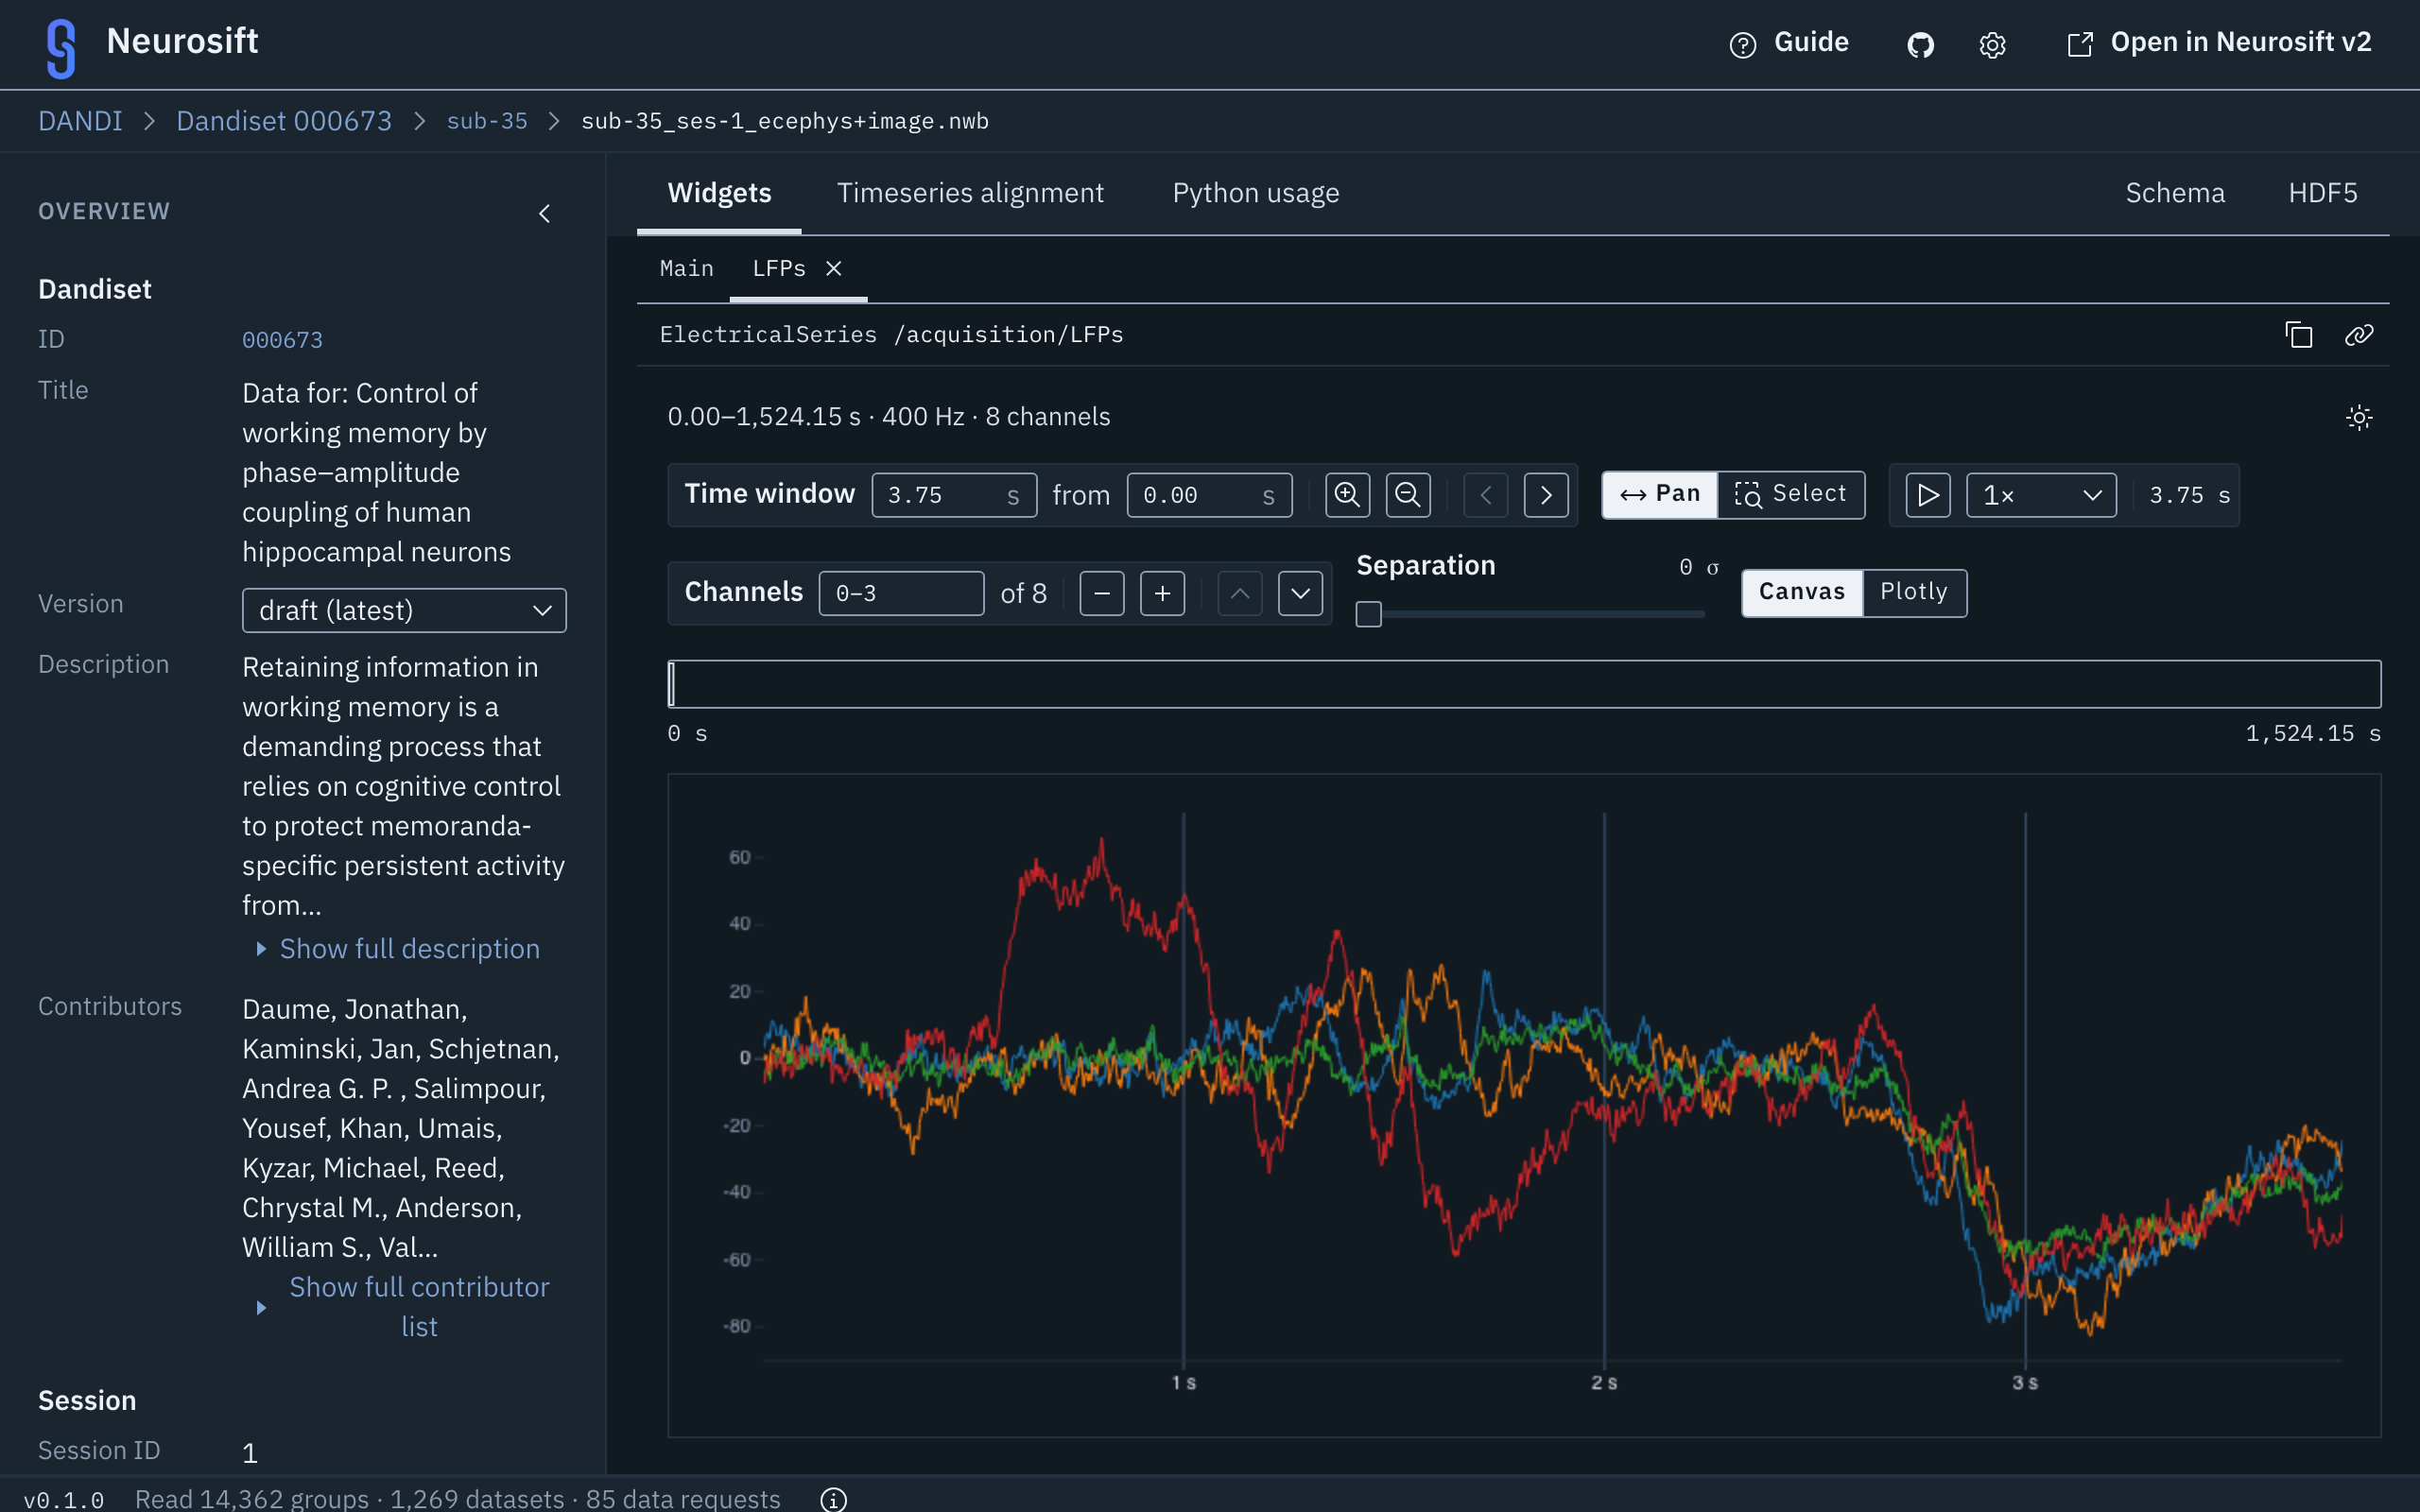 Neurosift
Guide
Open in Neurosift v2
DANDI > Dandiset 000673 > sub-35 > sub-35_ses-1_ecephys+image.nwb
OVERVIEW
Dandiset
ID 000673
Title Data for: Control of
working memory by
phase–amplitude
coupling of human
hippocampal neurons
Version draft (latest)
Description Retaining information in
working memory is a
demanding process that
relies on cognitive control
to protect memoranda-
specific persistent activity
from...
Show full description
Contributors Daume, Jonathan,
Kaminski, Jan, Schjetnan,
Andrea G. P. , Salimpour,
Yousef, Khan, Umais,
Kyzar, Michael, Reed,
Chrystal M., Anderson,
William S., Val...
Show full contributor
list
Session
Session ID 1
Widgets Timeseries alignment Python usage Schema HDF5
Main LFPs
ElectricalSeries /acquisition/LFPs
0.00–1,524.15 s · 400 Hz · 8 channels
Time window 3.75 s from 0.00 s Pan Select 1× 3.75 s
Channels 0–3 of 8 Separation 0 σ Canvas Plotly
0 s 1,524.15 s
60
40
20
0
-20
-40
-60
-80
1 s 2 s 3 s
v0.1.0 Read 14,362 groups · 1,269 datasets · 85 data requests